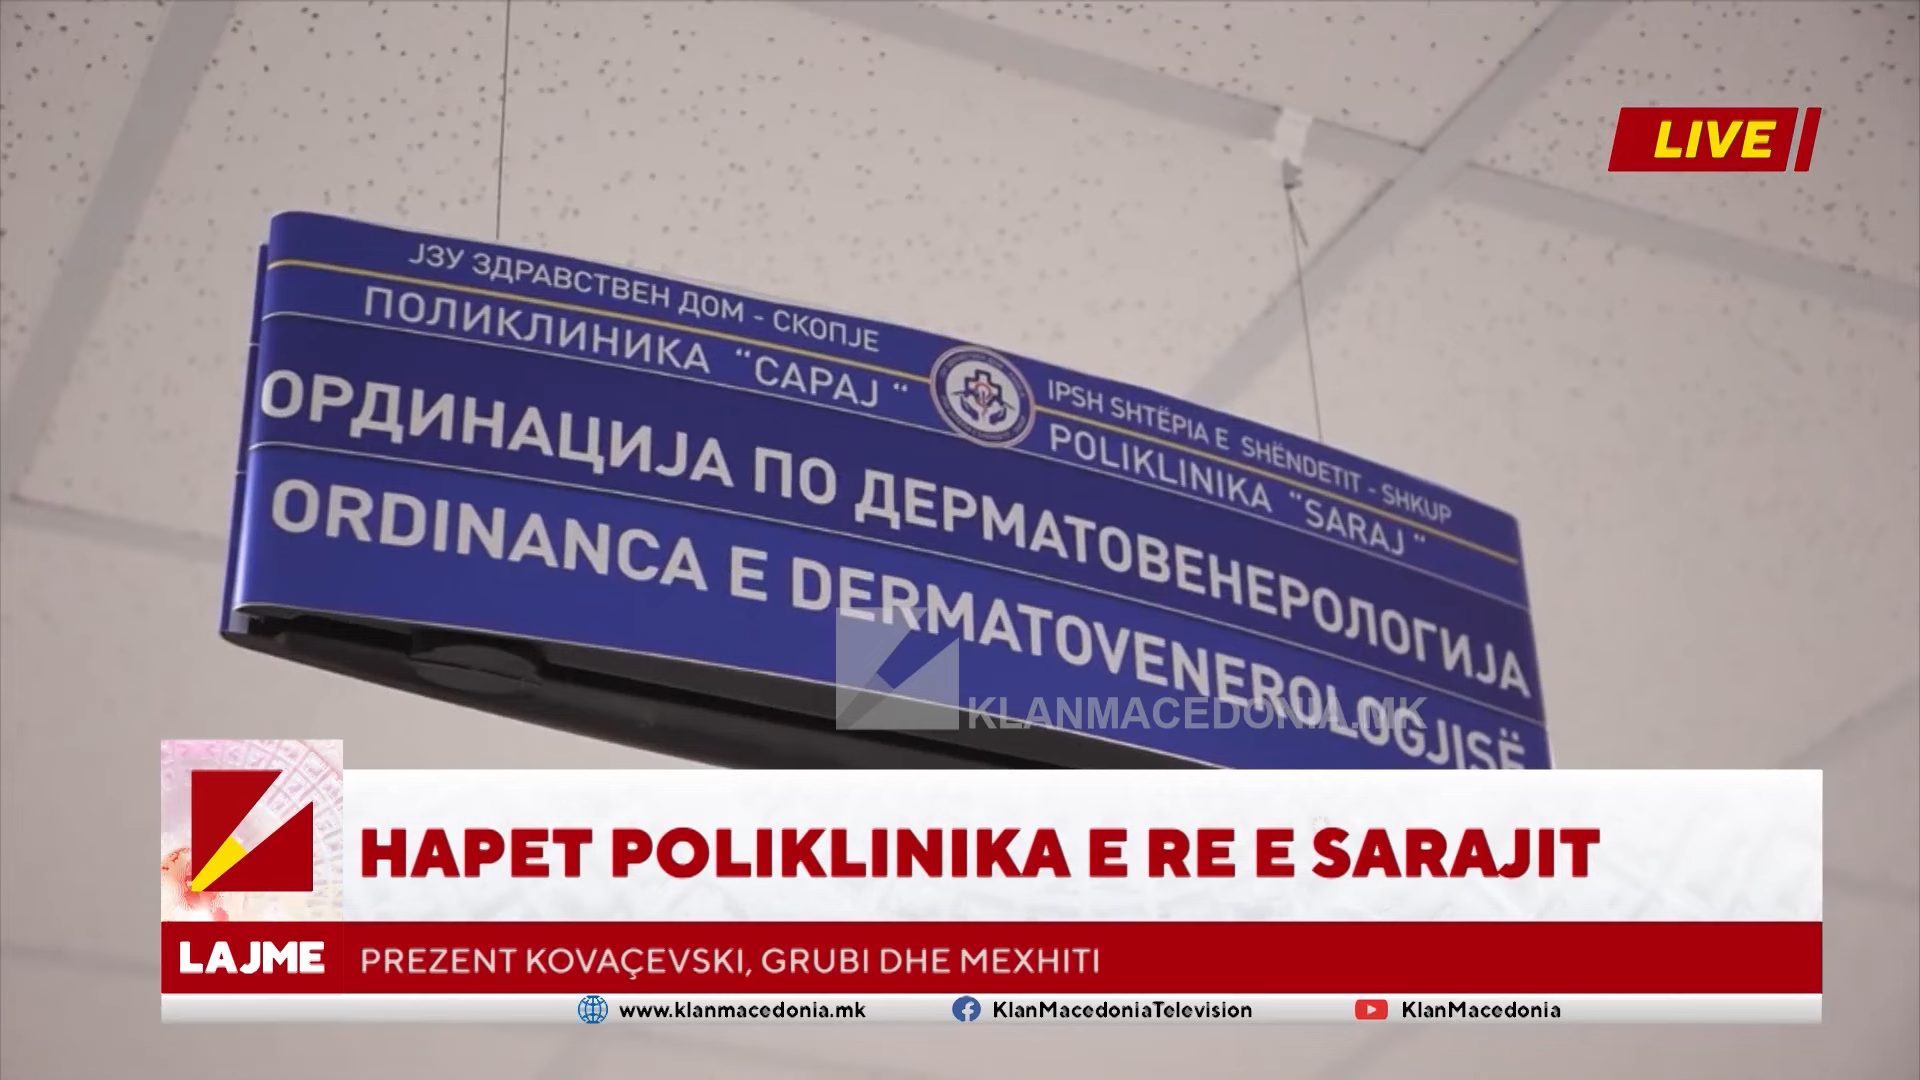 LIVE
ЈЗУ ЗДРАВСТВЕН ДОМ - СКОПЈЕ
ПОЛИКЛИНИКА “САРАЈ “
IPSH SHTËPIA E SHËNDETIT - SHKUP
POLIKLINIKA “SARAJ “
ОРДИНАЦИЈА ПО ДЕРМАТОВЕНЕРОЛОГИЈА
ORDINANCA E DERMATOVENEROLOGJISË
KLANMACEDONIA.MK
HAPET POLIKLINIKA E RE E SARAJIT
LAJME
PREZENT KOVAÇEVSKI, GRUBI DHE MEXHITI
www.klanmacedonia.mk
KlanMacedoniaTelevision
KlanMacedonia